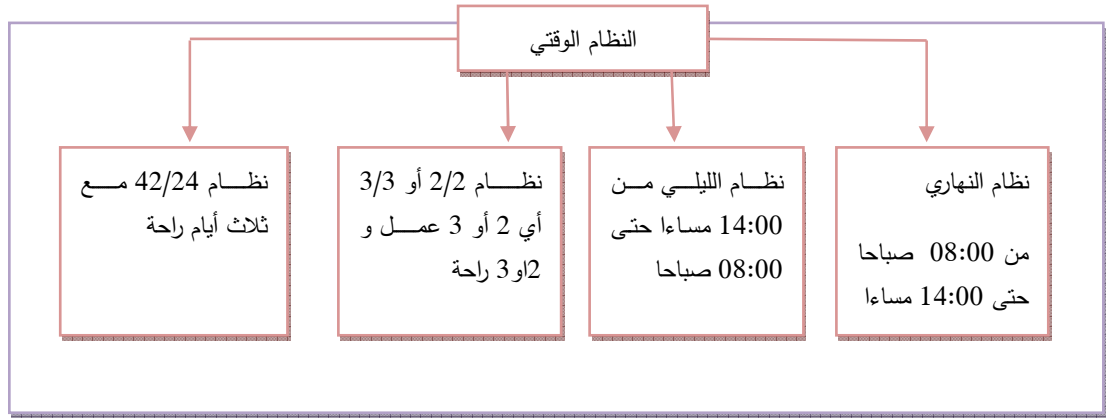 النظام الوقتي
نظام النهاري
من 08:00 صباحا
حتى 14:00 مساءا
نظام الليلي من
14:00 مساءا حتى
08:00 صباحا
نظام 2/2 أو 3/3
أي 2 أو 3 عمل و
2او3 راحة
نظام 42/24 مع
ثلاث أيام راحة